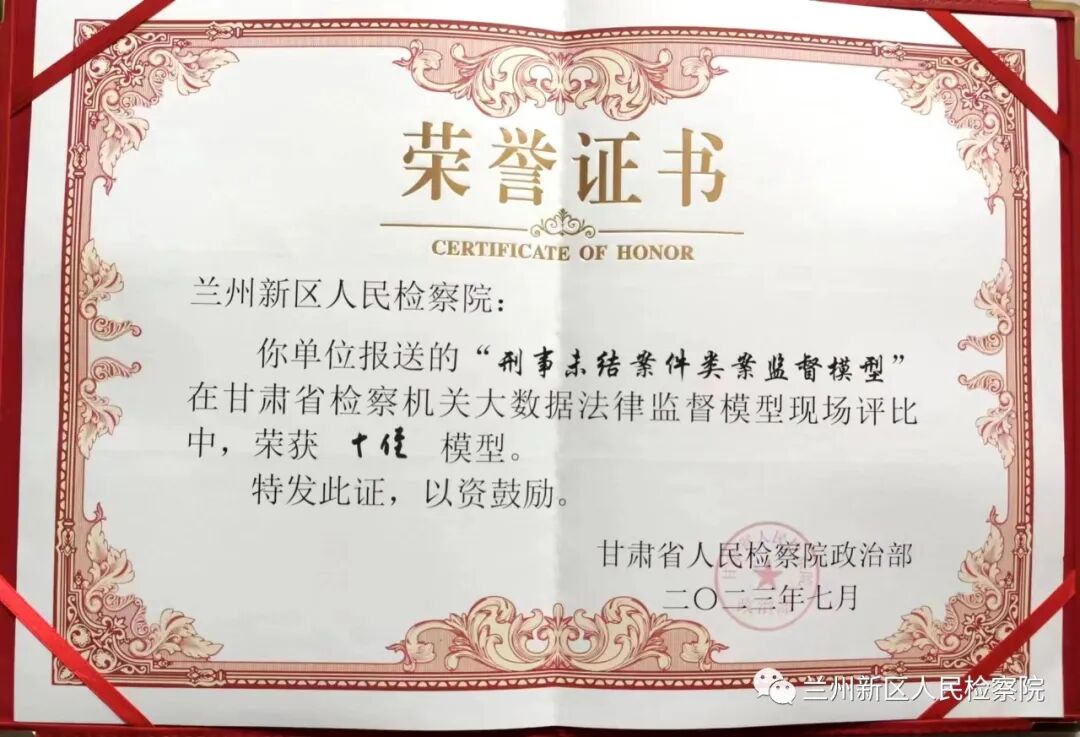 荣誉证书
CERTIFICATE OF HONOR
兰州新区人民检察院：
你单位报送的“刑事未结案件类案监督模型”
在甘肃省检察机关大数据法律监督模型现场评比
中，荣获 十佳 模型。
特发此证，以资鼓励。
甘肃省人民检察院政治部
二〇二三年七月
兰州新区人民检察院